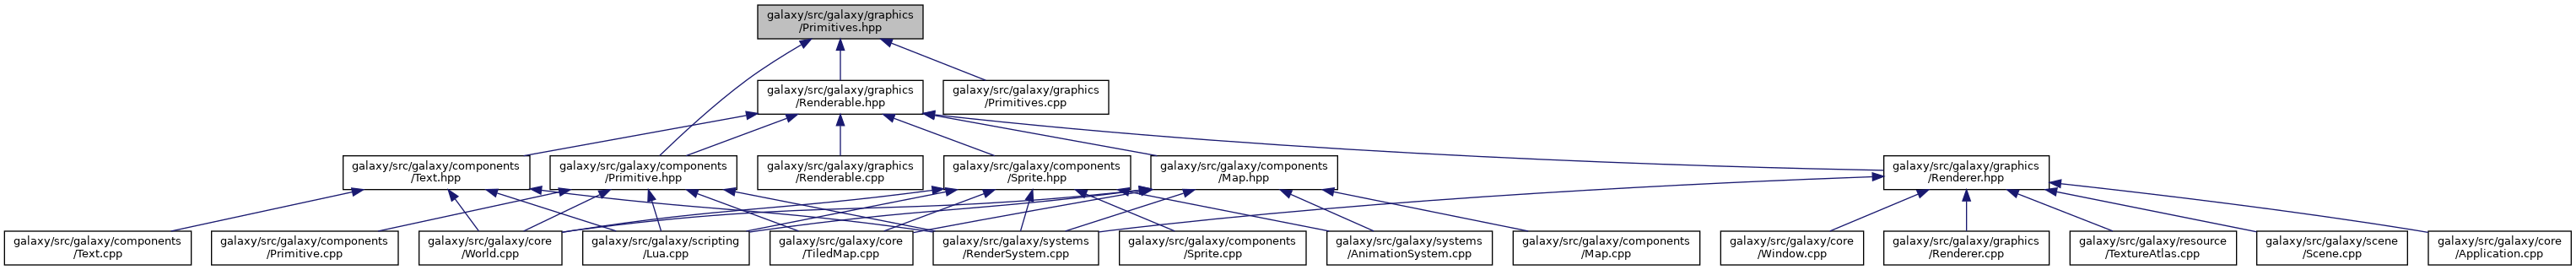 galaxy/src/galaxy/graphics
/Primitives.hpp
galaxy/src/galaxy/graphics
/Renderable.hpp
galaxy/src/galaxy/graphics
/Primitives.cpp
galaxy/src/galaxy/components
/Text.hpp
galaxy/src/galaxy/components
/Primitive.hpp
galaxy/src/galaxy/graphics
/Renderable.cpp
galaxy/src/galaxy/components
/Sprite.hpp
galaxy/src/galaxy/components
/Map.hpp
galaxy/src/galaxy/graphics
/Renderer.hpp
galaxy/src/galaxy/components
/Text.cpp
galaxy/src/galaxy/components
/Primitive.cpp
galaxy/src/galaxy/core
/World.cpp
galaxy/src/galaxy/scripting
/Lua.cpp
galaxy/src/galaxy/core
/TiledMap.cpp
galaxy/src/galaxy/systems
/RenderSystem.cpp
galaxy/src/galaxy/components
/Sprite.cpp
galaxy/src/galaxy/systems
/AnimationSystem.cpp
galaxy/src/galaxy/components
/Map.cpp
galaxy/src/galaxy/core
/Window.cpp
galaxy/src/galaxy/graphics
/Renderer.cpp
galaxy/src/galaxy/resource
/TextureAtlas.cpp
galaxy/src/galaxy/scene
/Scene.cpp
galaxy/src/galaxy/core
/Application.cpp